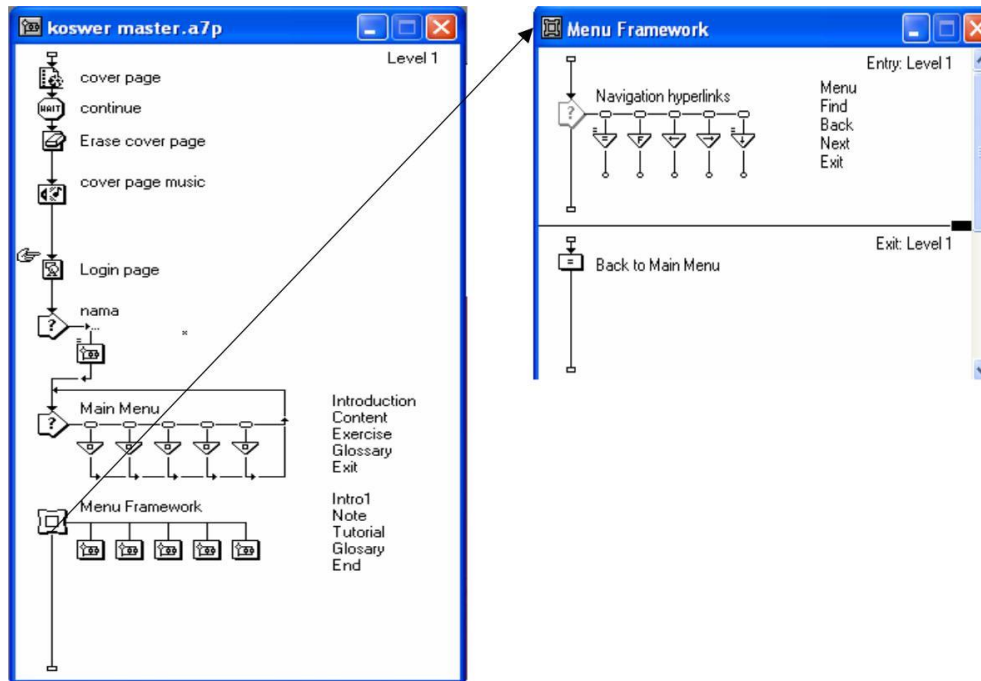 koswer master.a7p
Level 1
cover page
WAIT
continue
Erase cover page
cover page music
Login page
nama
?
...
Main Menu
?
Introduction
Content
Exercise
Glossary
Exit
Menu Framework
Intro1
Note
Tutorial
Glosary
End
Menu Framework
Entry: Level 1
Navigation hyperlinks
?
F
Menu
Find
Back
Next
Exit
Exit: Level 1
=
Back to Main Menu